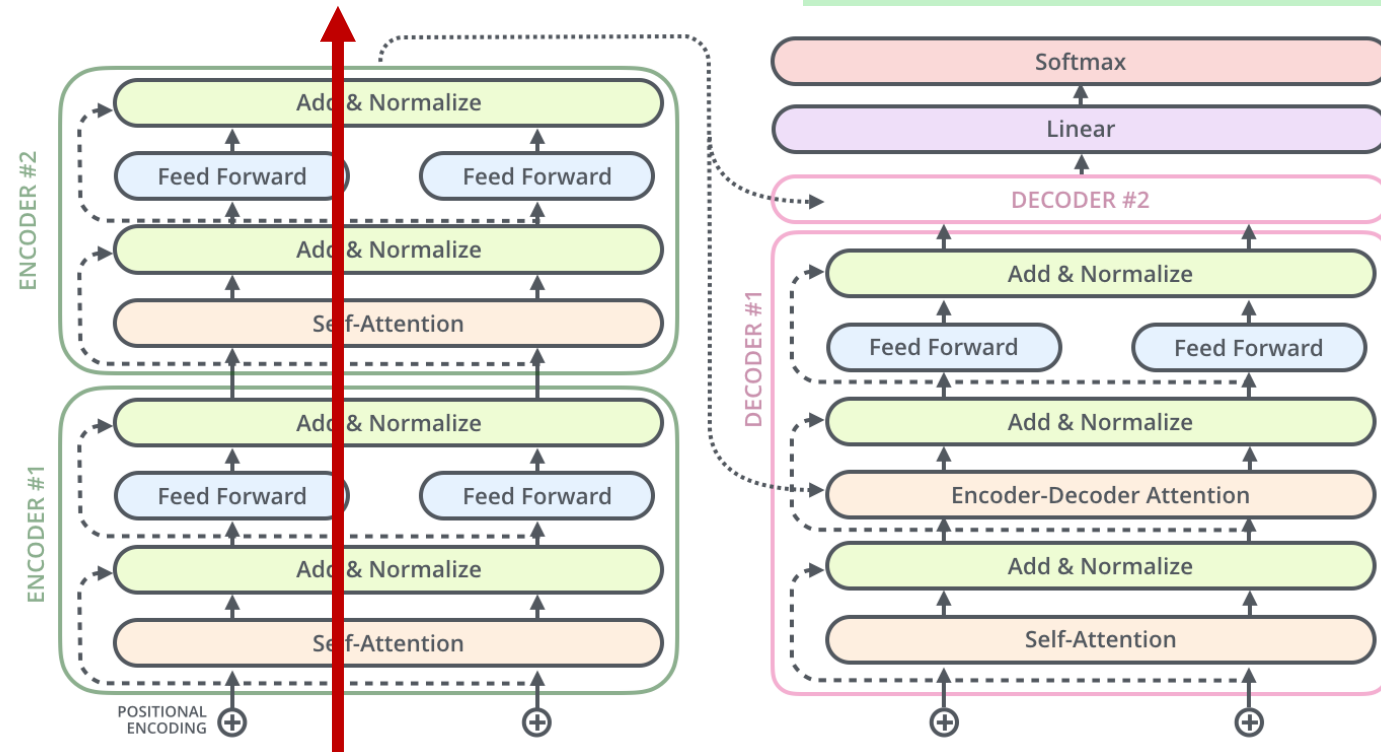 ENCODER #2
Add & Normalize
Feed Forward
Feed Forward
Add & Normalize
Self-Attention
ENCODER #1
Add & Normalize
Feed Forward
Feed Forward
Add & Normalize
Self-Attention
POSITIONAL
ENCODING
Softmax
Linear
DECODER #2
DECODER #1
Add & Normalize
Feed Forward
Feed Forward
Add & Normalize
Encoder-Decoder Attention
Add & Normalize
Self-Attention